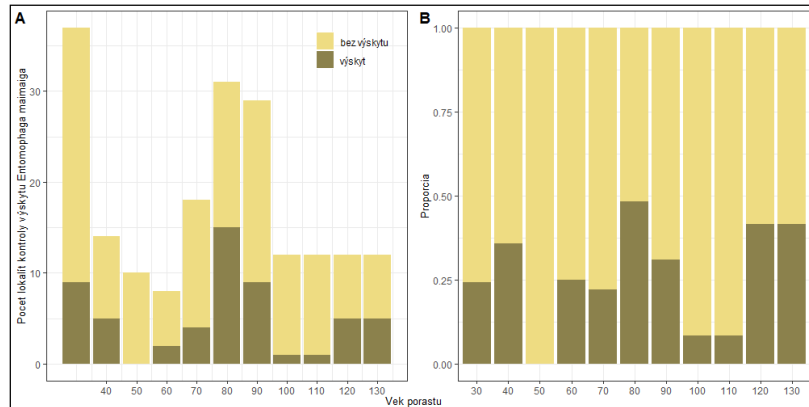 A
B
Pocet lokalít kontroly výskytu Entomophaga maimaiga
bez výskytu
výskyt
30
20
10
0
40 50 60 70 80 90 100 110 120 130
Proporcia
1.00
0.75
0.50
0.25
0.00
30 40 50 60 70 80 90 100 110 120 130
Vek porastu